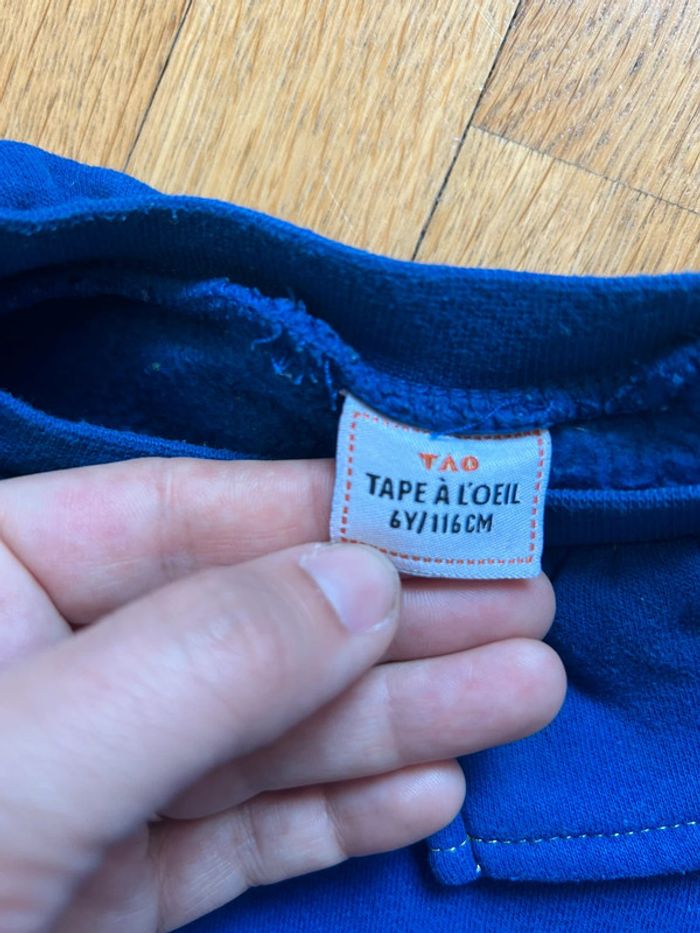 TAO
TAPE À L'OEIL
6Y/116CM